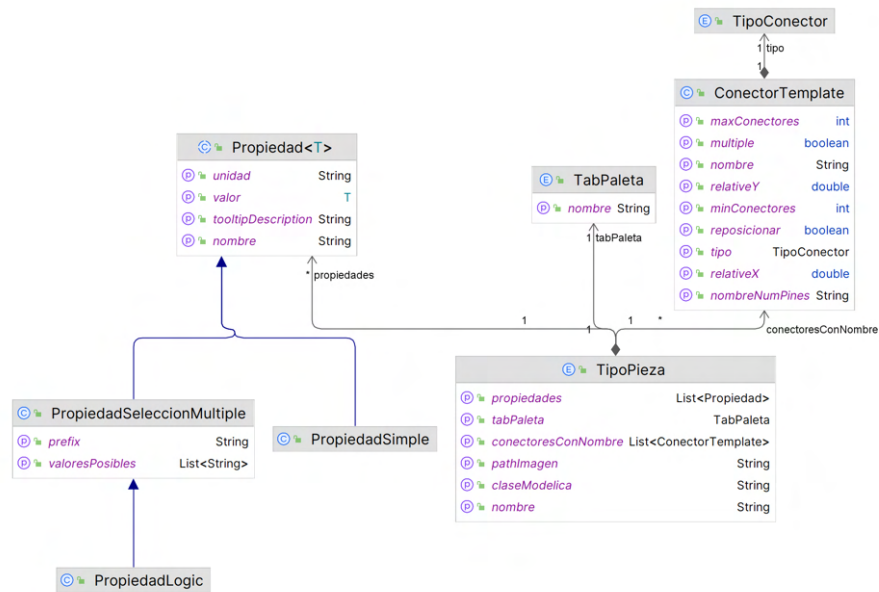 E TipoConector
1 tipo
1
C ConectorTemplate
p maxConectores int
p multiple boolean
p nombre String
p relativeY double
p minConectores int
p reposicionar boolean
p tipo TipoConector
p relativeX double
p nombreNumPines String
C Propiedad<T>
p unidad String
p valor T
p tooltipDescription String
p nombre String
E TabPaleta
p nombre String
1 tabPaleta
* propiedades
1
1
1
*
conectoresConNombre
E TipoPieza
p propiedades List<Propiedad>
p tabPaleta TabPaleta
p conectoresConNombre List<ConectorTemplate>
p pathImagen String
p claseModelica String
p nombre String
C PropiedadSeleccionMultiple
p prefix String
p valoresPosibles List<String>
C PropiedadSimple
C PropiedadLogic